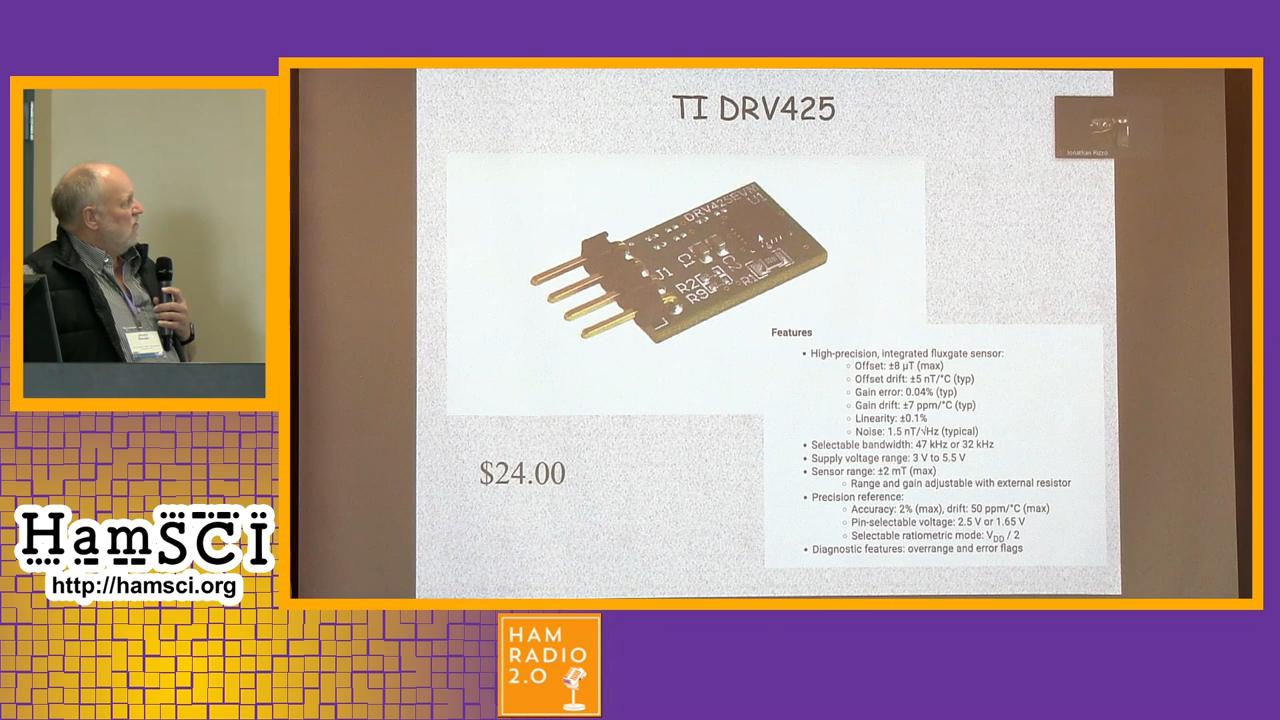 TI DRV425
Jonathan Rizzo
DRV425EVM
U1
J1
C1
C2
R2
R9
R1
1
Features
• High-precision, integrated fluxgate sensor:
◦ Offset: ±8 μT (max)
◦ Offset drift: ±5 nT/°C (typ)
◦ Gain error: 0.04% (typ)
◦ Gain drift: ±7 ppm/°C (typ)
◦ Linearity: ±0.1%
◦ Noise: 1.5 nT/√Hz (typical)
• Selectable bandwidth: 47 kHz or 32 kHz
• Supply voltage range: 3 V to 5.5 V
• Sensor range: ±2 mT (max)
◦ Range and gain adjustable with external resistor
• Precision reference:
◦ Accuracy: 2% (max), drift: 50 ppm/°C (max)
◦ Pin-selectable voltage: 2.5 V or 1.65 V
◦ Selectable ratiometric mode: VDD / 2
• Diagnostic features: overrange and error flags
$24.00
HamSCI
http://hamsci.org
HAM
RADIO
2.0